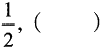 1/2, (    )